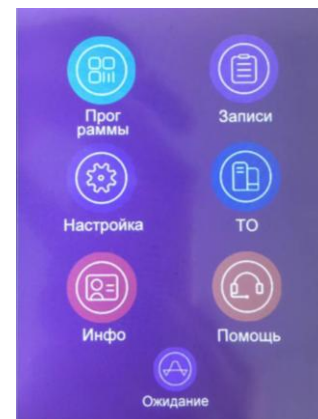 Прог
раммы
Записи
Настройка
ТО
Инфо
Помощь
Ожидание